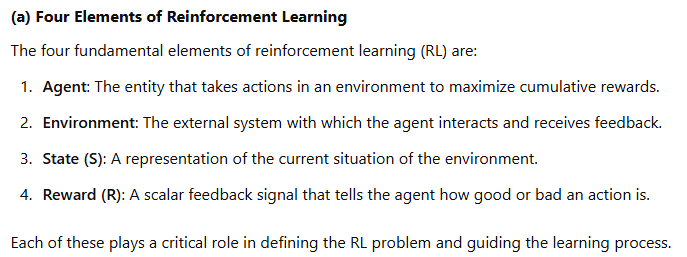 (a) Four Elements of Reinforcement Learning
The four fundamental elements of reinforcement learning (RL) are:
1. Agent: The entity that takes actions in an environment to maximize cumulative rewards.
2. Environment: The external system with which the agent interacts and receives feedback.
3. State (S): A representation of the current situation of the environment.
4. Reward (R): A scalar feedback signal that tells the agent how good or bad an action is.
Each of these plays a critical role in defining the RL problem and guiding the learning process.